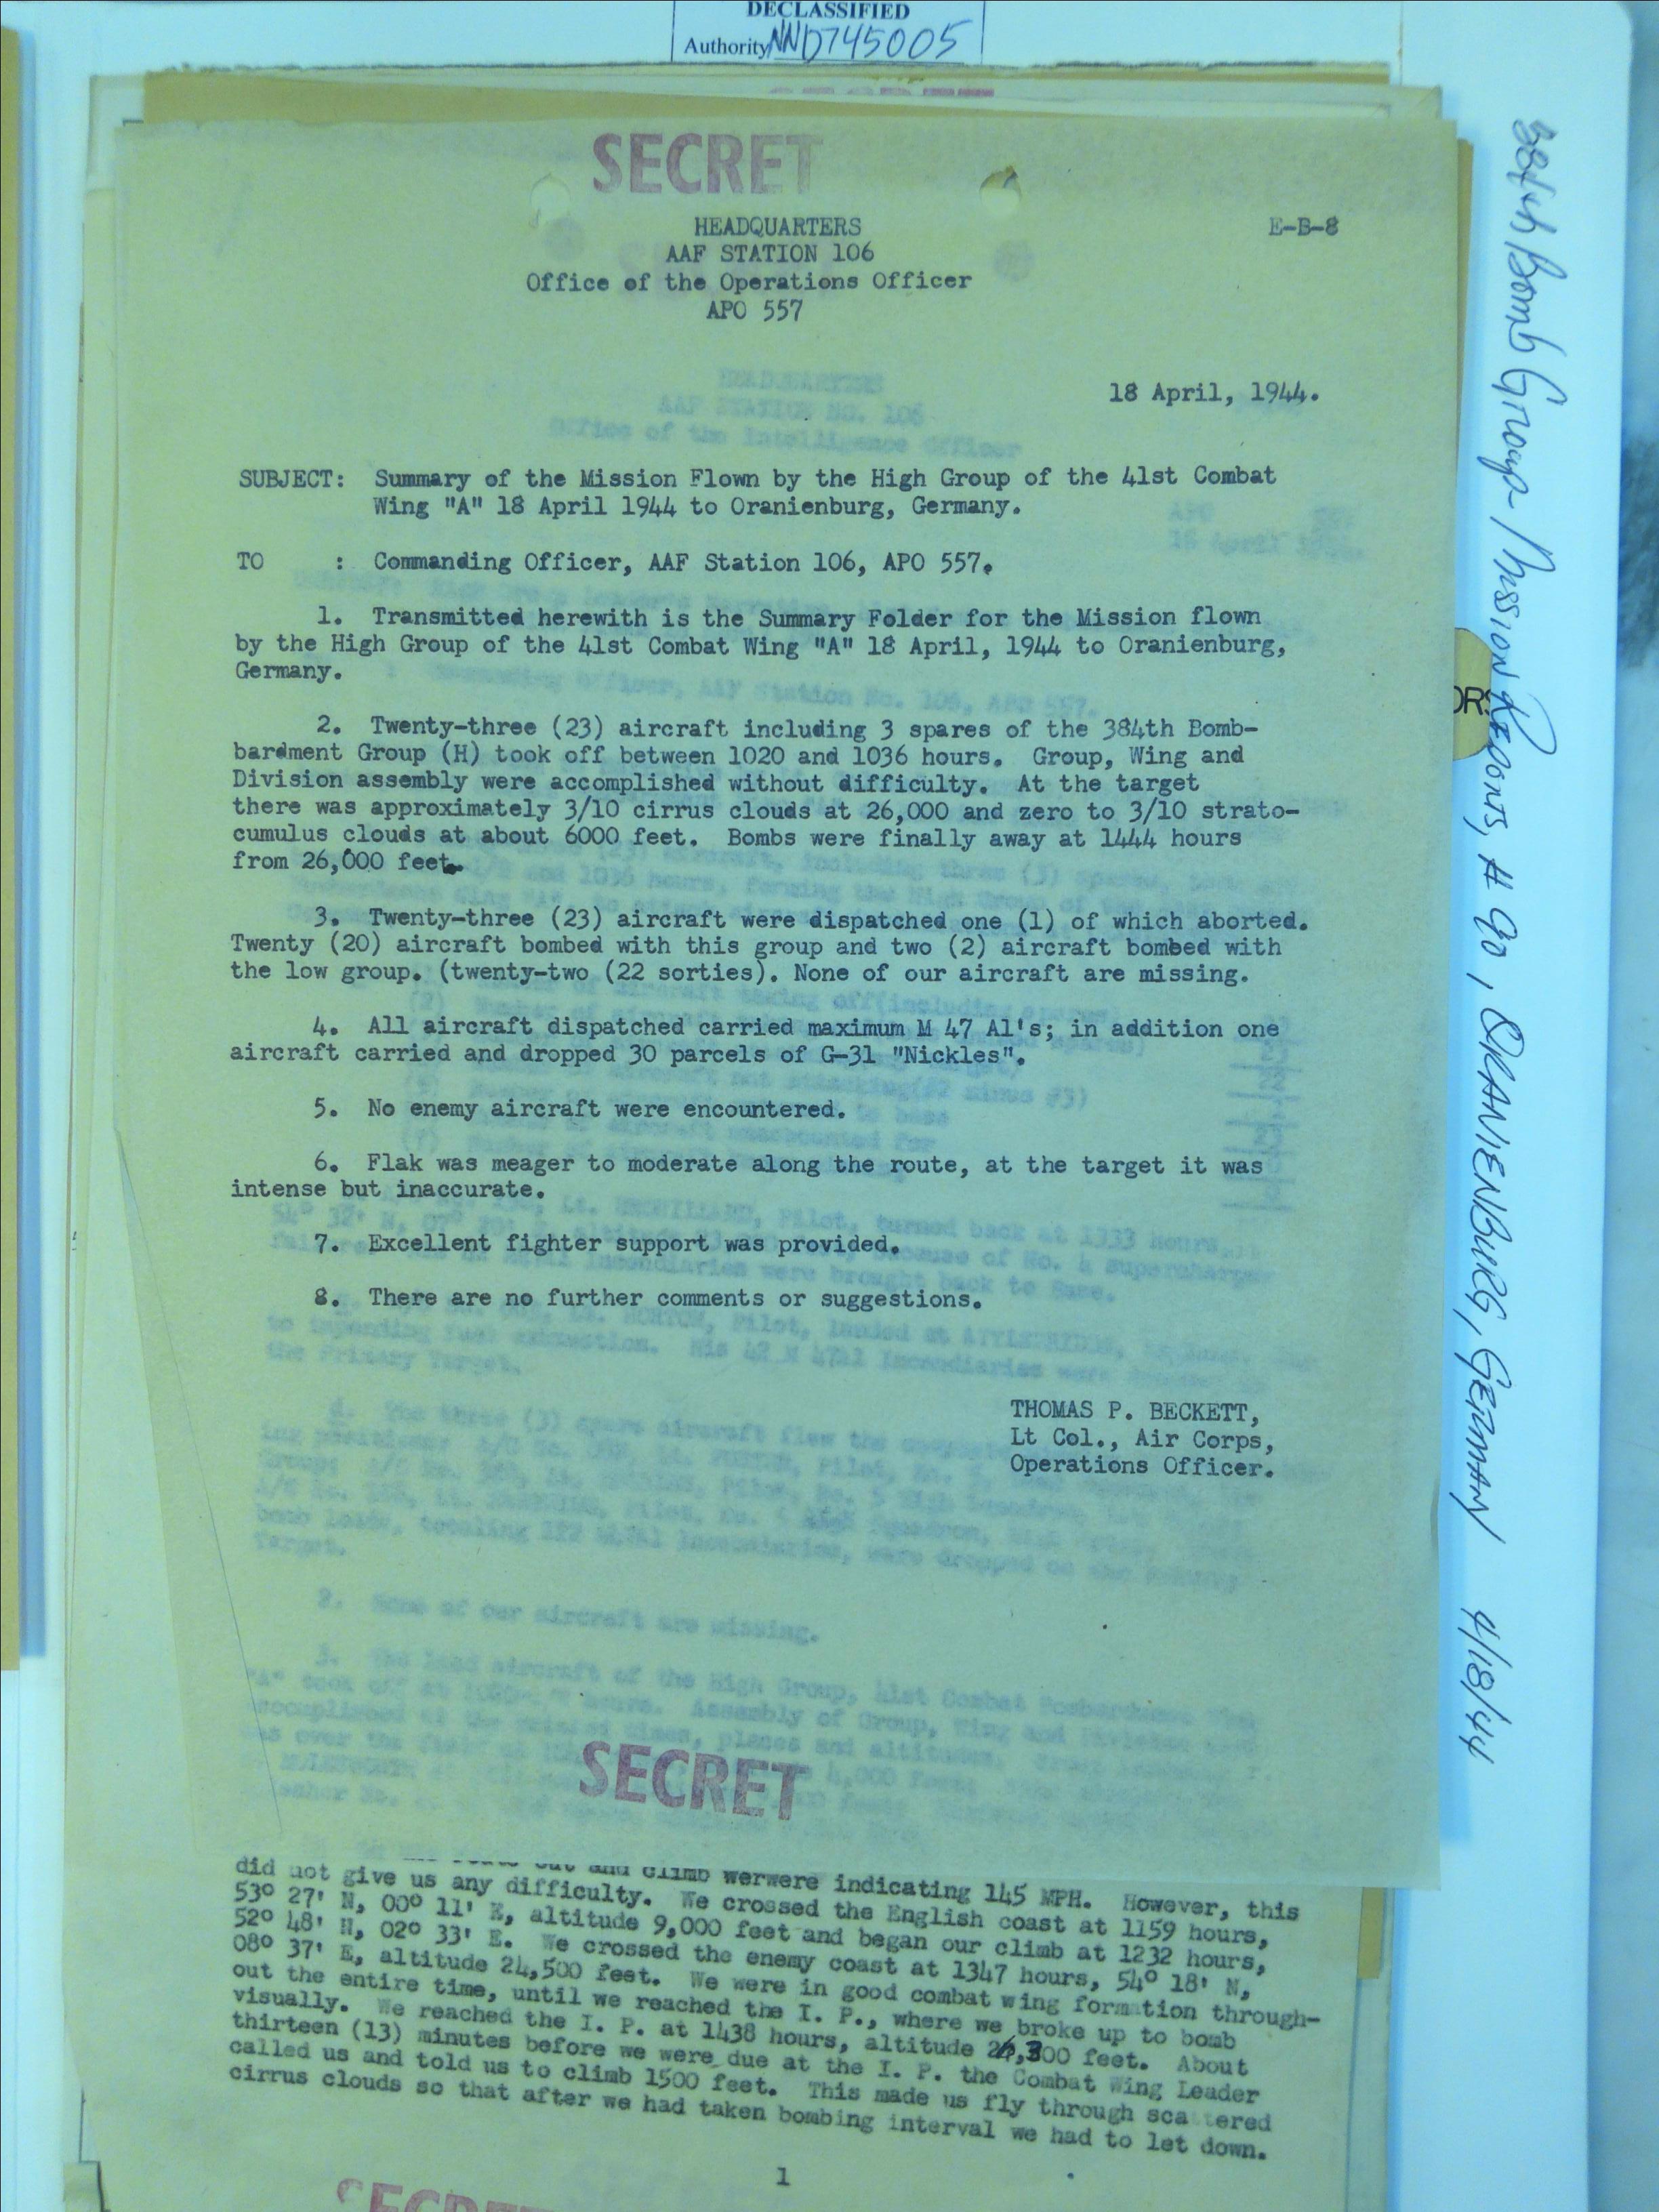 DECLASSIFIED
Authority NND745005
SECRET
HEADQUARTERS
E-B-8
AAF STATION 106
Office of the Operations Officer
APO 557
18 April, 1944.
SUBJECT: Summary of the Mission Flown by the High Group of the 41st Combat
Wing "A" 18 April 1944 to Oranienburg, Germany.
TO : Commanding Officer, AAF Station 106, APO 557.
1. Transmitted herewith is the Summary Folder for the Mission flown
by the High Group of the 41st Combat Wing "A" 18 April, 1944 to Oranienburg,
Germany.
2. Twenty-three (23) aircraft including 3 spares of the 384th Bomb-
bardment Group (H) took off between 1020 and 1036 hours. Group, Wing and
Division assembly were accomplished without difficulty. At the target
there was approximately 3/10 cirrus clouds at 26,000 and zero to 3/10 strato-
cumulus clouds at about 6000 feet. Bombs were finally away at 1444 hours
from 26,000 feet.
3. Twenty-three (23) aircraft were dispatched one (1) of which aborted.
Twenty (20) aircraft bombed with this group and two (2) aircraft bombed with
the low group. (twenty-two (22 sorties). None of our aircraft are missing.
4. All aircraft dispatched carried maximum M 47 Al's; in addition one
aircraft carried and dropped 30 parcels of G-31 "Nickles".
5. No enemy aircraft were encountered.
6. Flak was meager to moderate along the route, at the target it was
intense but inaccurate.
7. Excellent fighter support was provided.
8. There are no further comments or suggestions.
THOMAS P. BECKETT,
Lt Col., Air Corps,
Operations Officer.
SECRET
out and climb werwere indicating 145 MPH. However, this
did not give us any difficulty. We crossed the English coast at 1159 hours,
53° 27' N, 00° 11' E, altitude 9,000 feet and began our climb at 1232 hours,
52° 48' N, 02° 33' E. We crossed the enemy coast at 1347 hours, 54° 18' N,
08° 37' E, altitude 24,500 feet. We were in good combat wing formation through-
out the entire time, until we reached the I. P., where we broke up to bomb
visually. We reached the I. P. at 1438 hours, altitude 26,300 feet. About
thirteen (13) minutes before we were due at the I. P. the Combat Wing Leader
called us and told us to climb 1500 feet. This made us fly through scattered
cirrus clouds so that after we had taken bombing interval we had to let down.
1
SECRET
384th Bomb Group Mission Reports, # 90, ORANIENBURG, GERMANY 4/18/44